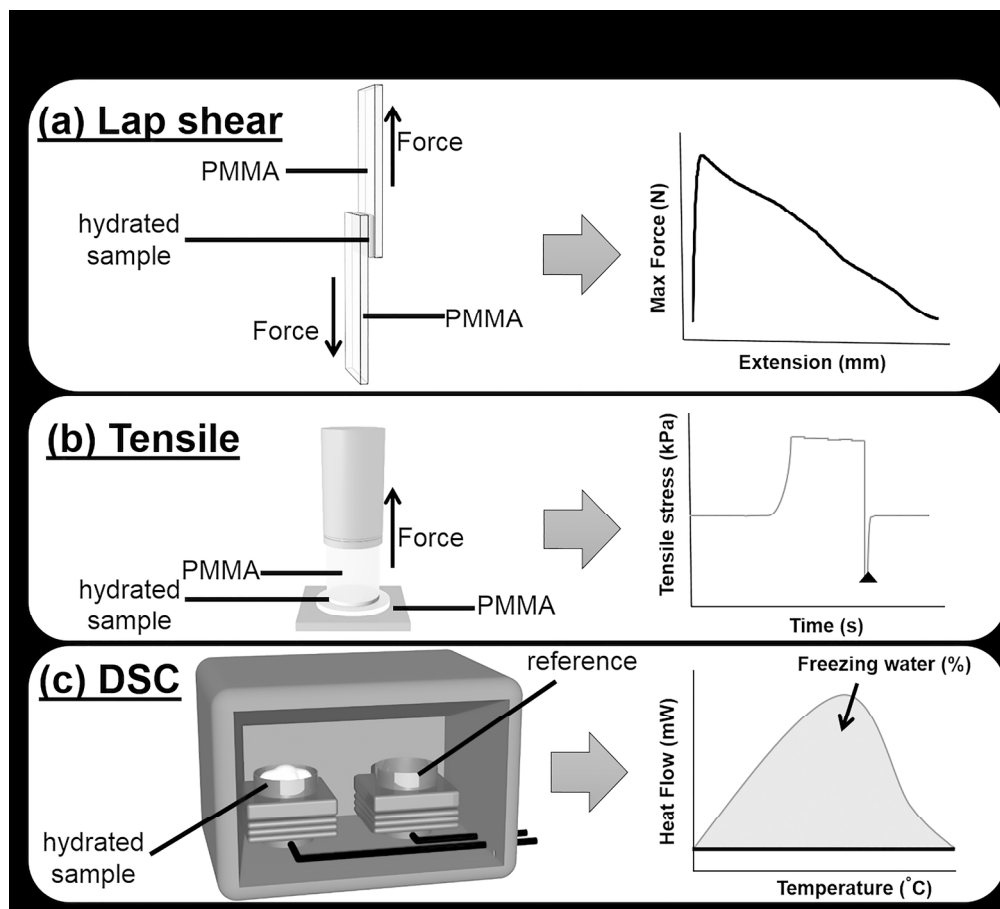 (a) Lap shear
Force
PMMA
hydrated
sample
Force
PMMA
Max Force (N)
Extension (mm)
(b) Tensile
Force
PMMA
hydrated
sample
PMMA
Tensile stress (kPa)
Time (s)
(c) DSC
reference
hydrated
sample
Freezing water (%)
Heat Flow (mW)
Temperature (°C)